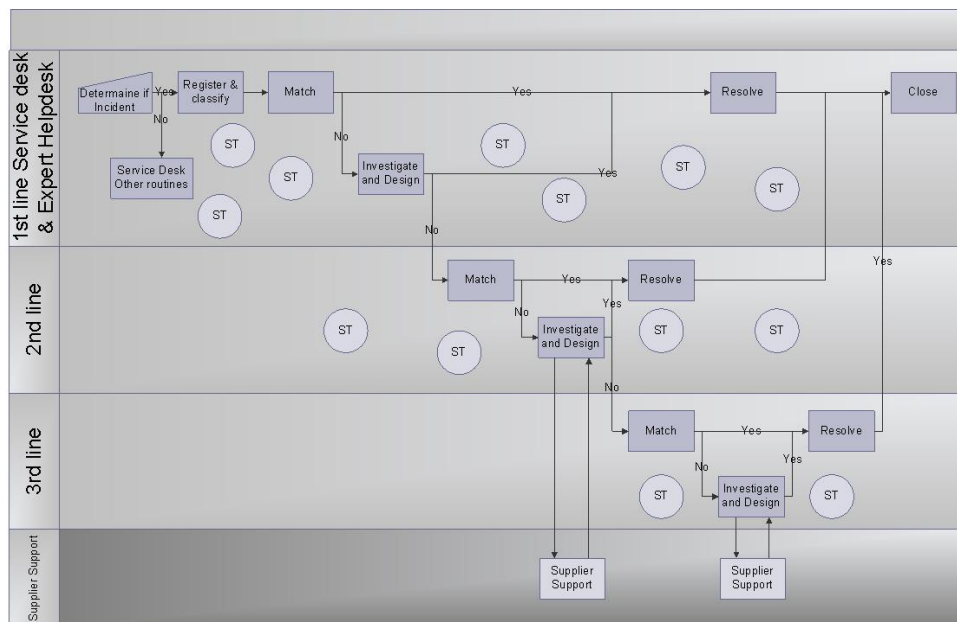 1st line Service desk
& Expert Helpdesk
Determaine if
Incident
Yes
No
Register &
classify
Match
Yes
Resolve
Close
Service Desk
Other routines
No
Investigate
and Design
Yes
ST
ST
ST
ST
ST
ST
ST
No
Yes
2nd line
Match
Yes
Resolve
No
Yes
Investigate
and Design
ST
ST
ST
ST
No
3rd line
Match
Yes
Resolve
No
Yes
Investigate
and Design
ST
ST
Supplier Support
Supplier
Support
Supplier
Support